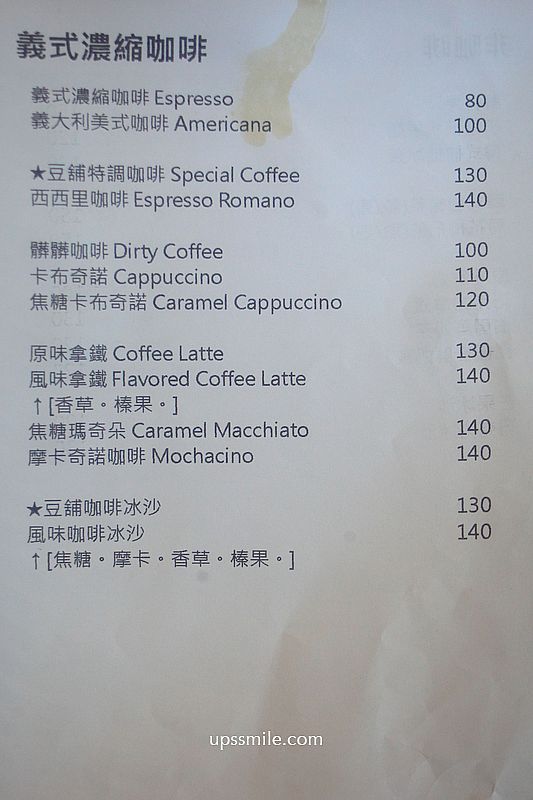 義式濃縮咖啡
義式濃縮咖啡 Espresso 80
義大利美式咖啡 Americana 100
★豆舖特調咖啡 Special Coffee 130
西西里咖啡 Espresso Romano 140
髒髒咖啡 Dirty Coffee 100
卡布奇諾 Cappuccino 110
焦糖卡布奇諾 Caramel Cappuccino 120
原味拿鐵 Coffee Latte 130
風味拿鐵 Flavored Coffee Latte 140
↑[香草。榛果。]
焦糖瑪奇朵 Caramel Macchiato 140
摩卡奇諾咖啡 Mochacino 140
★豆舖咖啡冰沙 130
風味咖啡冰沙 140
↑[焦糖。摩卡。香草。榛果。]
upssmile.com